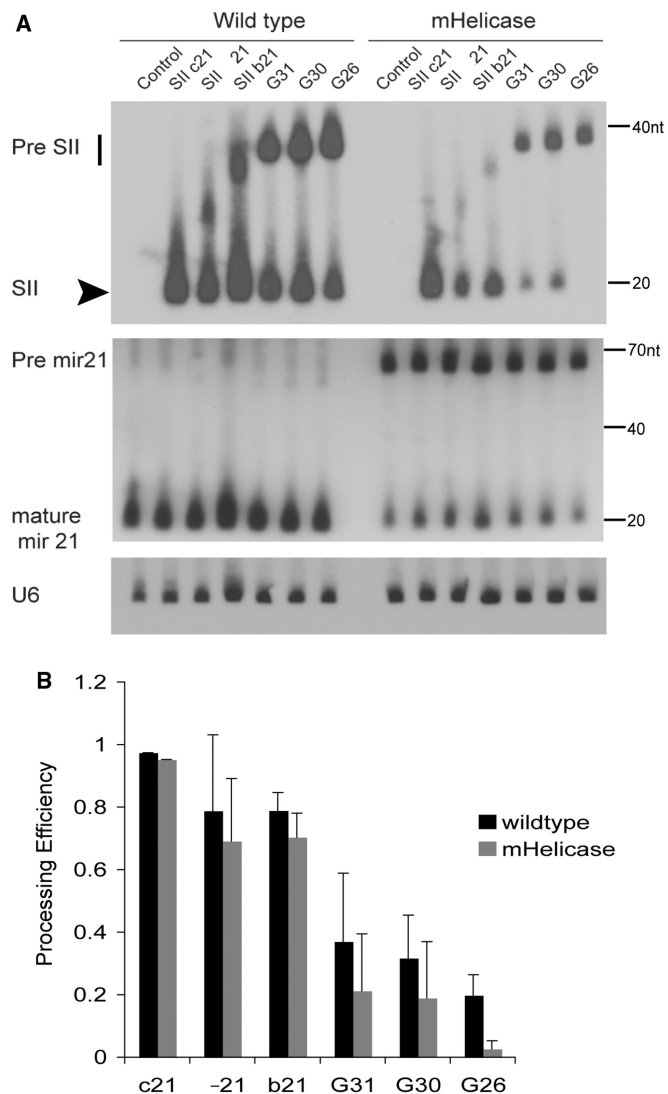 A
Wild type
mHelicase
Control
SII c21
SII 21
SII b21
G31
G30
G26
Control
SII c21
SII 21
SII b21
G31
G30
G26
Pre SII
40nt
SII
20
Pre mir21
70nt
40
mature
mir 21
20
U6
B
Processing Efficiency
1.2
1
0.8
0.6
0.4
0.2
0
wildtype
mHelicase
c21
–21
b21
G31
G30
G26